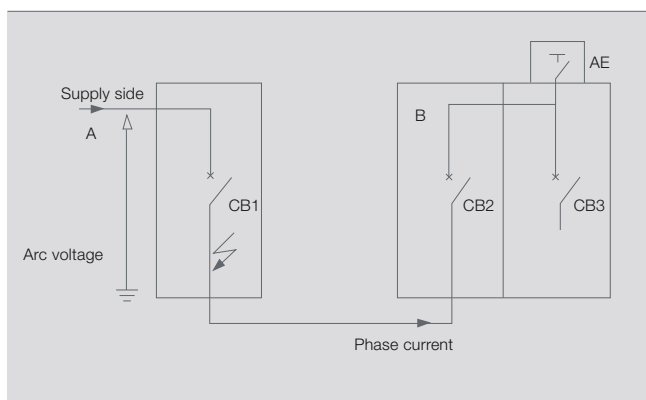 AE
Supply side
A
B
CB1
CB2
CB3
Arc voltage
Phase current